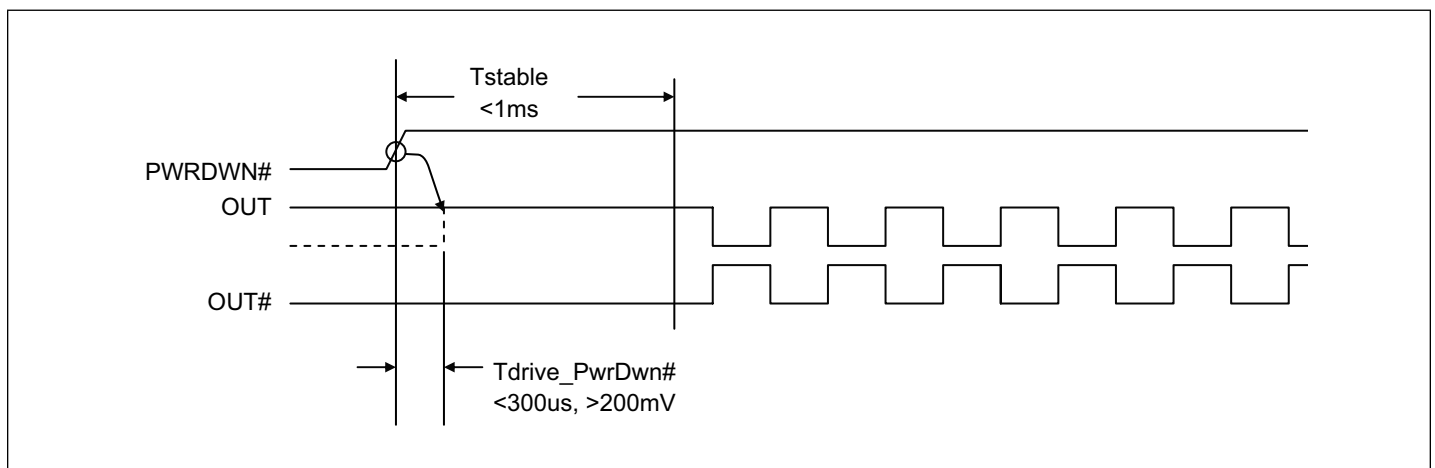 Tstable
<1ms
PWRDWN#
OUT
OUT#
Tdrive_PwrDwn#
<300us, >200mV